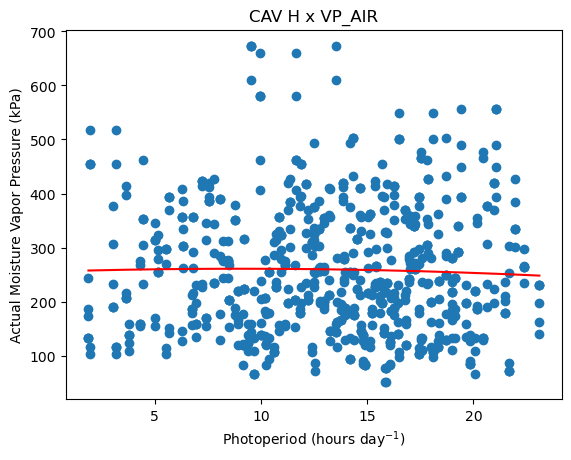 CAV H x VP_AIR
Actual Moisture Vapor Pressure (kPa)
700
600
500
400
300
200
100
5 10 15 20
Photoperiod (hours day⁻¹)